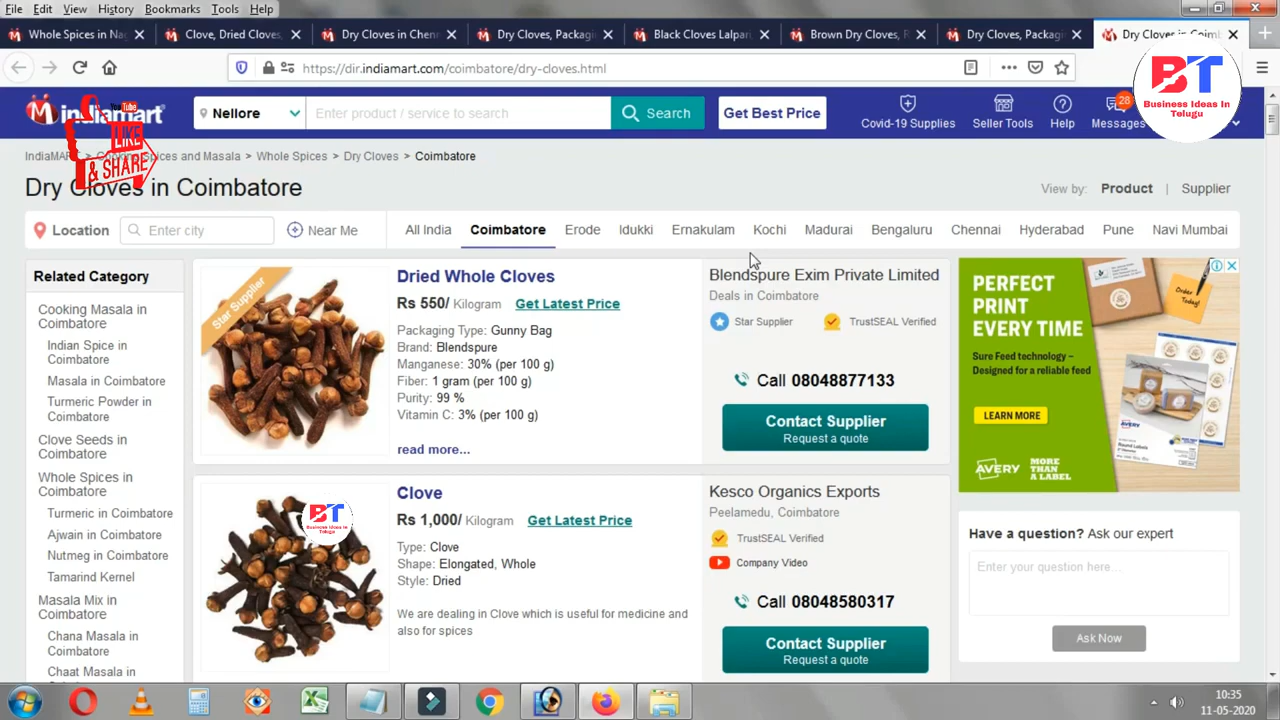 File Edit View History Bookmarks Tools Help
Whole Spices in Na
Clove, Dried Cloves,
Dry Cloves in Chenn
Dry Cloves, Packagi
Black Cloves Lalpar
Brown Dry Cloves, R
Dry Cloves, Packagi
Dry Cloves in Coimb
https://dir.indiamart.com/coimbatore/dry-cloves.html
BT
Business Ideas In
Telugu
indiamart
Nellore
Enter product / service to search
Search
Get Best Price
Covid-19 Supplies
Seller Tools
Help
28
Messages
YouTube
LIKE
& SHARE
IndiaMART > Cooking Spices and Masala > Whole Spices > Dry Cloves > Coimbatore
Dry Cloves in Coimbatore
View by: Product | Supplier
Location
Enter city
Near Me
All India Coimbatore Erode Idukki Ernakulam Kochi Madurai Bengaluru Chennai Hyderabad Pune Navi Mumbai
Related Category
Cooking Masala in
Coimbatore
Indian Spice in
Coimbatore
Masala in Coimbatore
Turmeric Powder in
Coimbatore
Clove Seeds in
Coimbatore
Whole Spices in
Coimbatore
Turmeric in Coimbatore
Ajwain in Coimbatore
Nutmeg in Coimbatore
Tamarind Kernel
Masala Mix in
Coimbatore
Chana Masala in
Coimbatore
Chaat Masala in
Star Supplier
Dried Whole Cloves
Rs 550/ Kilogram Get Latest Price
Packaging Type: Gunny Bag
Brand: Blendspure
Manganese: 30% (per 100 g)
Fiber: 1 gram (per 100 g)
Purity: 99 %
Vitamin C: 3% (per 100 g)
read more...
Blendspure Exim Private Limited
Deals in Coimbatore
Star Supplier TrustSEAL Verified
Call 08048877133
Contact Supplier
Request a quote
BT
Business Ideas In
Telugu
Clove
Rs 1,000/ Kilogram Get Latest Price
Type: Clove
Shape: Elongated, Whole
Style: Dried
We are dealing in Clove which is useful for medicine and
also for spices
Kesco Organics Exports
Peelamedu, Coimbatore
TrustSEAL Verified
Company Video
Call 08048580317
Contact Supplier
Request a quote
PERFECT
PRINT
EVERY TIME
Sure Feed technology –
Designed for a reliable feed
LEARN MORE
AVERY
MORE
THAN
A LABEL
Order
Today!
AVERY
Have a question? Ask our expert
Enter your question here...
Ask Now
10:35
11-05-2020